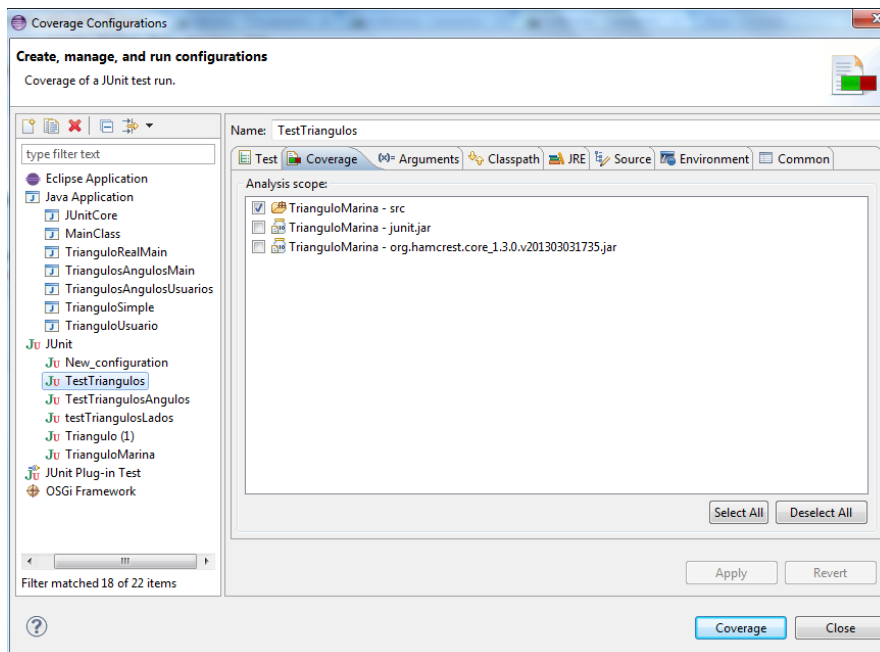 Coverage Configurations
Create, manage, and run configurations
Coverage of a JUnit test run.
type filter text
Eclipse Application
Java Application
JUnitCore
MainClass
TrianguloRealMain
TriangulosAngulosMain
TriangulosAngulosUsuarios
TrianguloSimple
TrianguloUsuario
JUnit
New_configuration
TestTriangulos
TestTriangulosAngulos
testTriangulosLados
Triangulo (1)
TrianguloMarina
JUnit Plug-in Test
OSGi Framework
Filter matched 18 of 22 items
Name: TestTriangulos
Test Coverage (x)= Arguments Classpath JRE Source Environment Common
Analysis scope:
TrianguloMarina - src
TrianguloMarina - junit.jar
TrianguloMarina - org.hamcrest.core_1.3.0.v201303031735.jar
Select All Deselect All
Apply Revert
Coverage Close